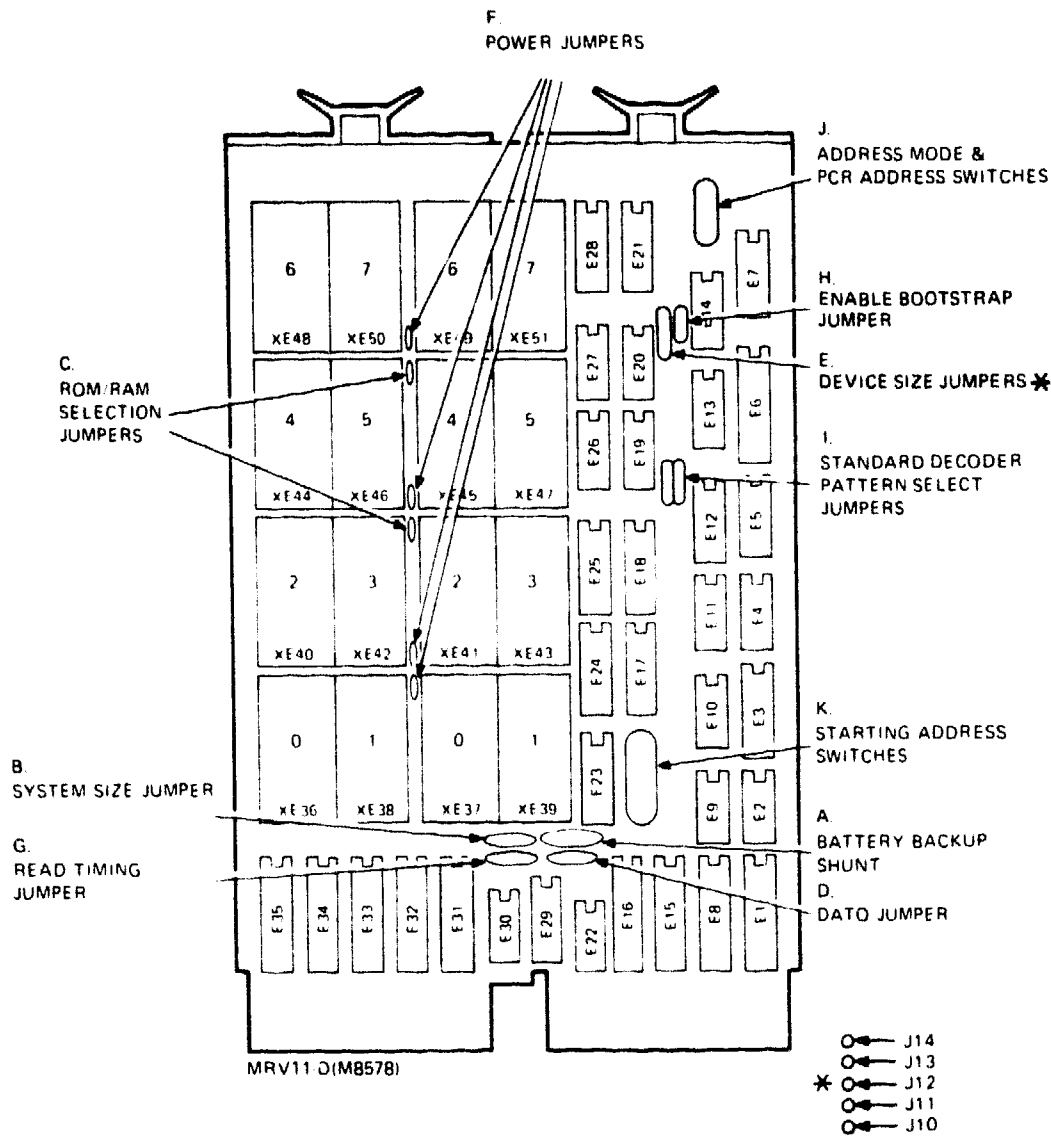 F.
POWER JUMPERS
J.
ADDRESS MODE &
PCR ADDRESS SWITCHES
H.
ENABLE BOOTSTRAP
JUMPER
E.
DEVICE SIZE JUMPERS *
I.
STANDARD DECODER
PATTERN SELECT
JUMPERS
C.
ROM/RAM
SELECTION
JUMPERS
K.
STARTING ADDRESS
SWITCHES
B.
SYSTEM SIZE JUMPER
G.
READ TIMING
JUMPER
A.
BATTERY BACKUP
SHUNT
D.
DATO JUMPER
6 7 6 7
XE48 XE50 XE49 XE51
4 5 4 5
XE44 XE46 XE45 XE47
2 3 2 3
XE40 XE42 XE41 XE43
0 1 0 1
XE36 XE38 XE37 XE39
E28 E21 E7
E14
E27 E20
E13 E6
E26 E19
E12 E5
E25 E18
E11 E4
E24 E17
E10 E3
E23
E9 E2
E35 E34 E33 E32 E31 E30 E29 E22 E16 E15 E8 E1
MRV11-D(M8578)
J14
J13
* J12
J11
J10